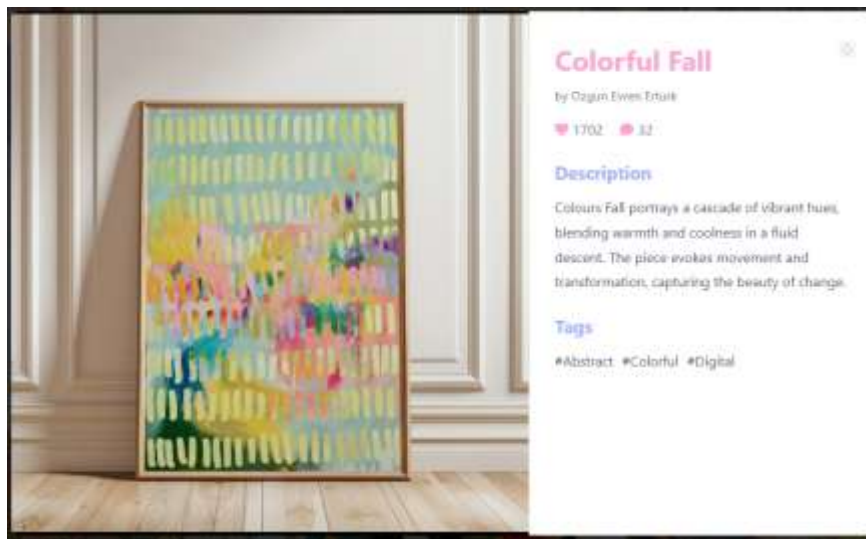 Colorful Fall
by Ozgun Evren Erturk
1702 32
Description
Colours Fall portrays a cascade of vibrant hues,
blending warmth and coolness in a fluid
descent. The piece evokes movement and
transformation, capturing the beauty of change.
Tags
#Abstract #Colorful #Digital